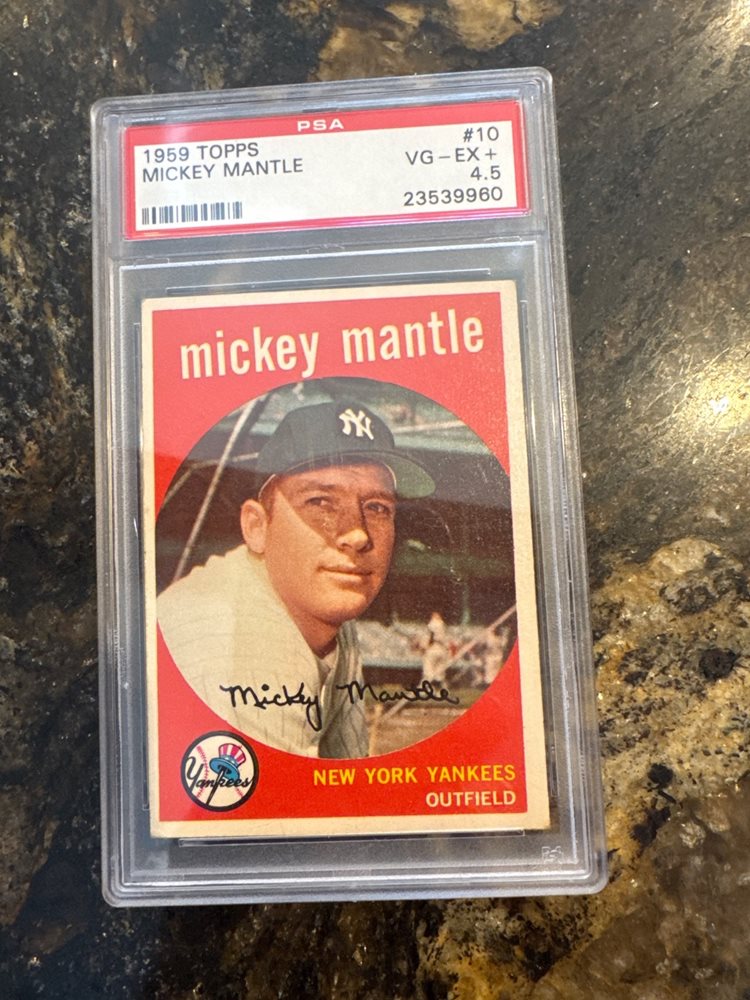 PSA
1959 TOPPS #10
MICKEY MANTLE VG-EX+
4.5
23539960
mickey mantle
NY
Mickey Mantle
Yankees
NEW YORK YANKEES
OUTFIELD